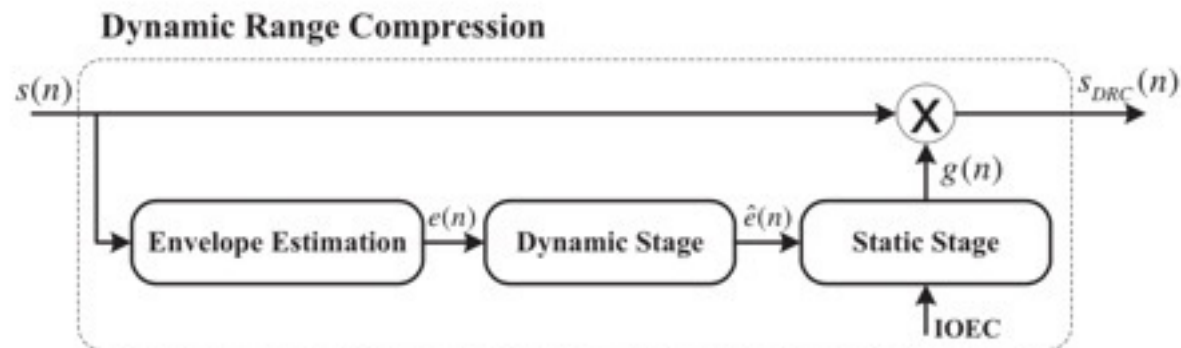 Dynamic Range Compression
s(n)
s_DRC(n)
X
g(n)
Envelope Estimation
e(n)
Dynamic Stage
ê(n)
Static Stage
IOEC